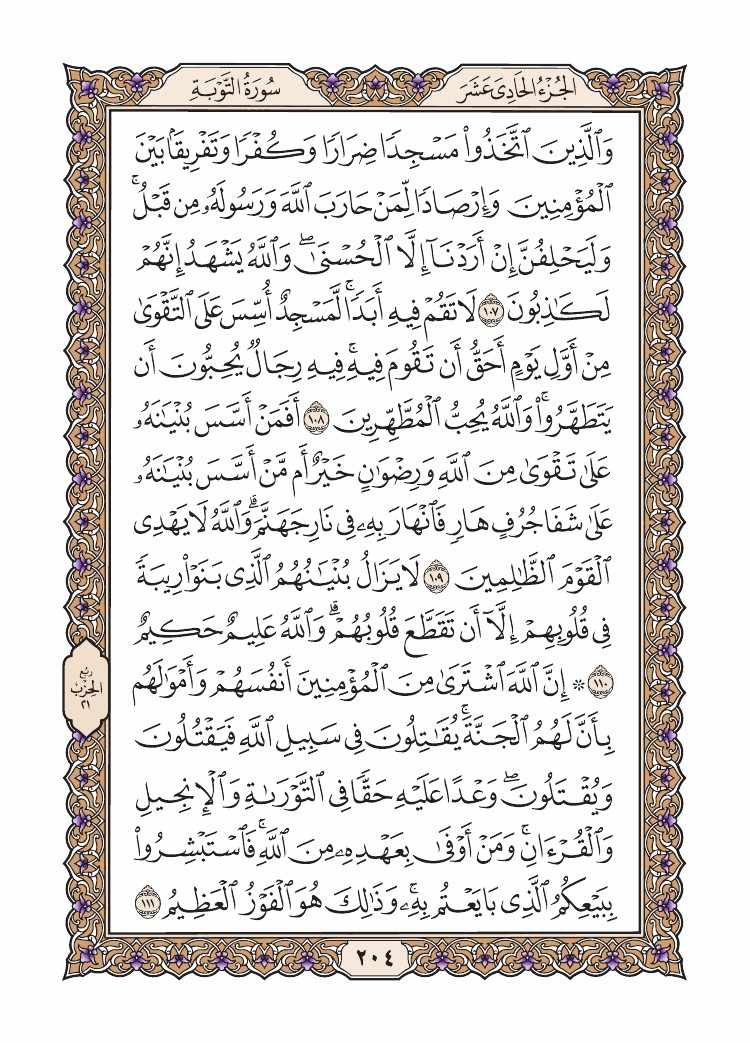 الجُزْءُ الحَادِي عَشَرَ
سُورَةُ التَّوْبَةِ
وَٱلَّذِينَ ٱتَّخَذُوا۟ مَسْجِدًا ضِرَارًا وَكُفْرًا وَتَفْرِيقًۢا بَيْنَ
ٱلْمُؤْمِنِينَ وَإِرْصَادًا لِّمَنْ حَارَبَ ٱللَّهَ وَرَسُولَهُۥ مِن قَبْلُ ۚ
وَلَيَحْلِفُنَّ إِنْ أَرَدْنَآ إِلَّا ٱلْحُسْنَىٰ ۖ وَٱللَّهُ يَشْهَدُ إِنَّهُمْ
لَكَـٰذِبُونَ ١٠٧ لَا تَقُمْ فِيهِ أَبَدًا ۚ لَّمَسْجِدٌ أُسِّسَ عَلَى ٱلتَّقْوَىٰ
مِنْ أَوَّلِ يَوْمٍ أَحَقُّ أَن تَقُومَ فِيهِ ۚ فِيهِ رِجَالٌ يُحِبُّونَ أَن
يَتَطَهَّرُوا۟ ۚ وَٱللَّهُ يُحِبُّ ٱلْمُطَّهِّرِينَ ١٠٨ أَفَمَنْ أَسَّسَ بُنْيَـٰنَهُۥ
عَلَىٰ تَقْوَىٰ مِنَ ٱللَّهِ وَرِضْوَٰنٍ خَيْرٌ أَم مَّنْ أَسَّسَ بُنْيَـٰنَهُۥ
عَلَىٰ شَفَا جُرُفٍ هَارٍ فَٱنْهَارَ بِهِۦ فِى نَارِ جَهَنَّمَ ۗ وَٱللَّهُ لَا يَهْدِى
ٱلْقَوْمَ ٱلظَّـٰلِمِينَ ١٠٩ لَا يَزَالُ بُنْيَـٰنُهُمُ ٱلَّذِى بَنَوْا۟ رِيبَةً
فِى قُلُوبِهِمْ إِلَّآ أَن تَقَطَّعَ قُلُوبُهُمْ ۗ وَٱللَّهُ عَلِيمٌ حَكِيمٌ
١١٠ ۞ إِنَّ ٱللَّهَ ٱشْتَرَىٰ مِنَ ٱلْمُؤْمِنِينَ أَنفُسَهُمْ وَأَمْوَٰلَهُم
بِأَنَّ لَهُمُ ٱلْجَنَّةَ ۚ يُقَـٰتِلُونَ فِى سَبِيلِ ٱللَّهِ فَيَقْتُلُونَ
وَيُقْتَلُونَ ۖ وَعْدًا عَلَيْهِ حَقًّا فِى ٱلتَّوْرَىٰةِ وَٱلْإِنجِيلِ
وَٱلْقُرْءَانِ ۚ وَمَنْ أَوْفَىٰ بِعَهْدِهِۦ مِنَ ٱللَّهِ ۚ فَٱسْتَبْشِرُوا۟
بِبَيْعِكُمُ ٱلَّذِى بَايَعْتُم بِهِۦ ۚ وَذَٰلِكَ هُوَ ٱلْفَوْزُ ٱلْعَظِيمُ ١١١
رُبُع
الحِزْبِ
٢١
٢٠٤